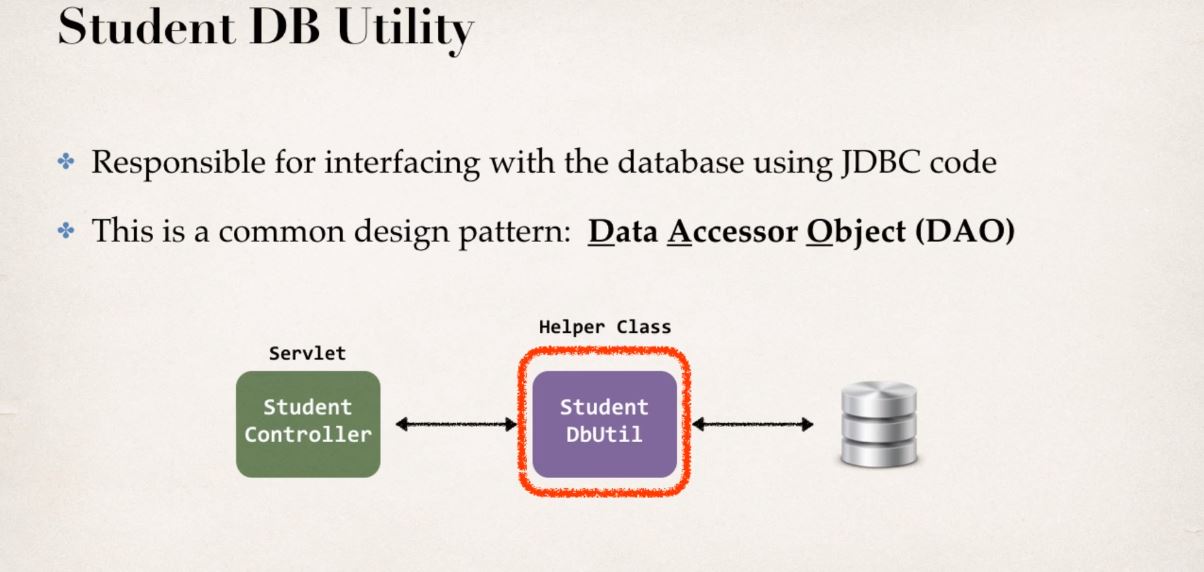 Student DB Utility
Responsible for interfacing with the database using JDBC code
This is a common design pattern: Data Accessor Object (DAO)
Helper Class
Servlet
Student
Controller
Student
DbUtil